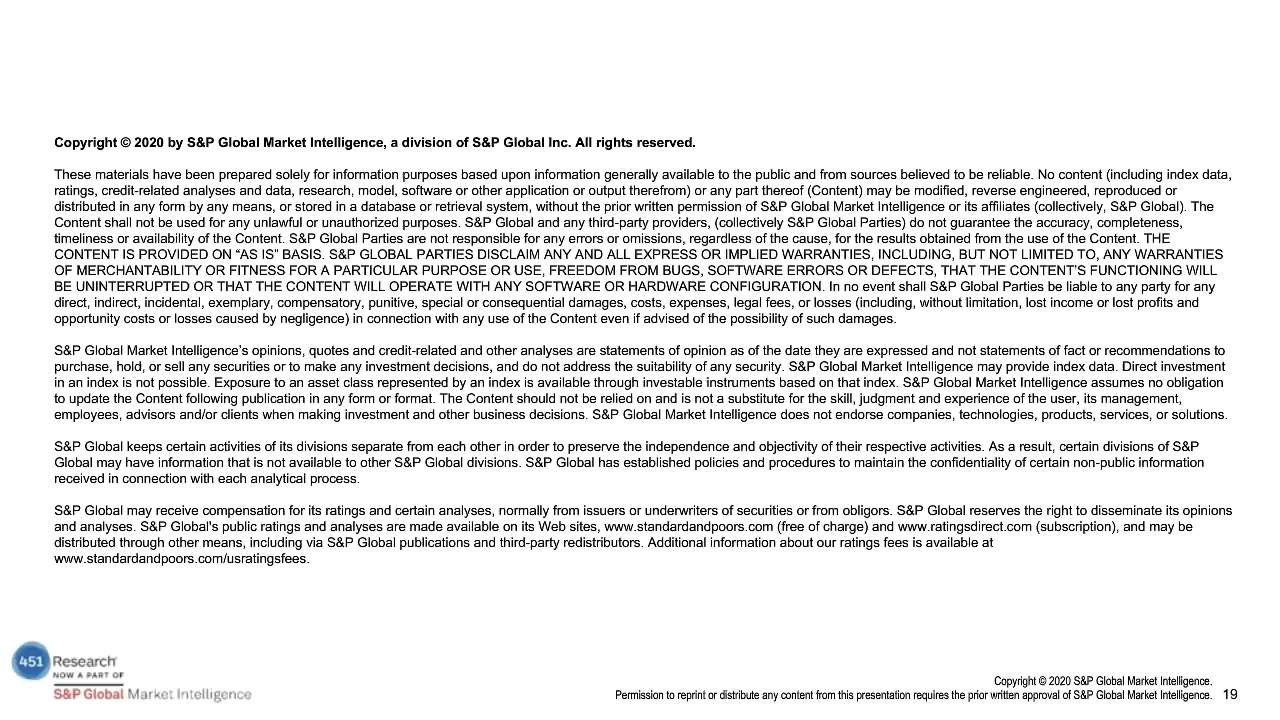 Copyright © 2020 by S&P Global Market Intelligence, a division of S&P Global Inc. All rights reserved.
These materials have been prepared solely for information purposes based upon information generally available to the public and from sources believed to be reliable. No content (including index data,
ratings, credit-related analyses and data, research, model, software or other application or output therefrom) or any part thereof (Content) may be modified, reverse engineered, reproduced or
distributed in any form by any means, or stored in a database or retrieval system, without the prior written permission of S&P Global Market Intelligence or its affiliates (collectively, S&P Global). The
Content shall not be used for any unlawful or unauthorized purposes. S&P Global and any third-party providers, (collectively S&P Global Parties) do not guarantee the accuracy, completeness,
timeliness or availability of the Content. S&P Global Parties are not responsible for any errors or omissions, regardless of the cause, for the results obtained from the use of the Content. THE
CONTENT IS PROVIDED ON “AS IS” BASIS. S&P GLOBAL PARTIES DISCLAIM ANY AND ALL EXPRESS OR IMPLIED WARRANTIES, INCLUDING, BUT NOT LIMITED TO, ANY WARRANTIES
OF MERCHANTABILITY OR FITNESS FOR A PARTICULAR PURPOSE OR USE, FREEDOM FROM BUGS, SOFTWARE ERRORS OR DEFECTS, THAT THE CONTENT’S FUNCTIONING WILL
BE UNINTERRUPTED OR THAT THE CONTENT WILL OPERATE WITH ANY SOFTWARE OR HARDWARE CONFIGURATION. In no event shall S&P Global Parties be liable to any party for any
direct, indirect, incidental, exemplary, compensatory, punitive, special or consequential damages, costs, expenses, legal fees, or losses (including, without limitation, lost income or lost profits and
opportunity costs or losses caused by negligence) in connection with any use of the Content even if advised of the possibility of such damages.
S&P Global Market Intelligence’s opinions, quotes and credit-related and other analyses are statements of opinion as of the date they are expressed and not statements of fact or recommendations to
purchase, hold, or sell any securities or to make any investment decisions, and do not address the suitability of any security. S&P Global Market Intelligence may provide index data. Direct investment
in an index is not possible. Exposure to an asset class represented by an index is available through investable instruments based on that index. S&P Global Market Intelligence assumes no obligation
to update the Content following publication in any form or format. The Content should not be relied on and is not a substitute for the skill, judgment and experience of the user, its management,
employees, advisors and/or clients when making investment and other business decisions. S&P Global Market Intelligence does not endorse companies, technologies, products, services, or solutions.
S&P Global keeps certain activities of its divisions separate from each other in order to preserve the independence and objectivity of their respective activities. As a result, certain divisions of S&P
Global may have information that is not available to other S&P Global divisions. S&P Global has established policies and procedures to maintain the confidentiality of certain non-public information
received in connection with each analytical process.
S&P Global may receive compensation for its ratings and certain analyses, normally from issuers or underwriters of securities or from obligors. S&P Global reserves the right to disseminate its opinions
and analyses. S&P Global's public ratings and analyses are made available on its Web sites, www.standardandpoors.com (free of charge) and www.ratingsdirect.com (subscription), and may be
distributed through other means, including via S&P Global publications and third-party redistributors. Additional information about our ratings fees is available at
www.standardandpoors.com/usratingsfees.
451 Research
NOW A PART OF
S&P Global Market Intelligence
Copyright © 2020 S&P Global Market Intelligence.
Permission to reprint or distribute any content from this presentation requires the prior written approval of S&P Global Market Intelligence. 19